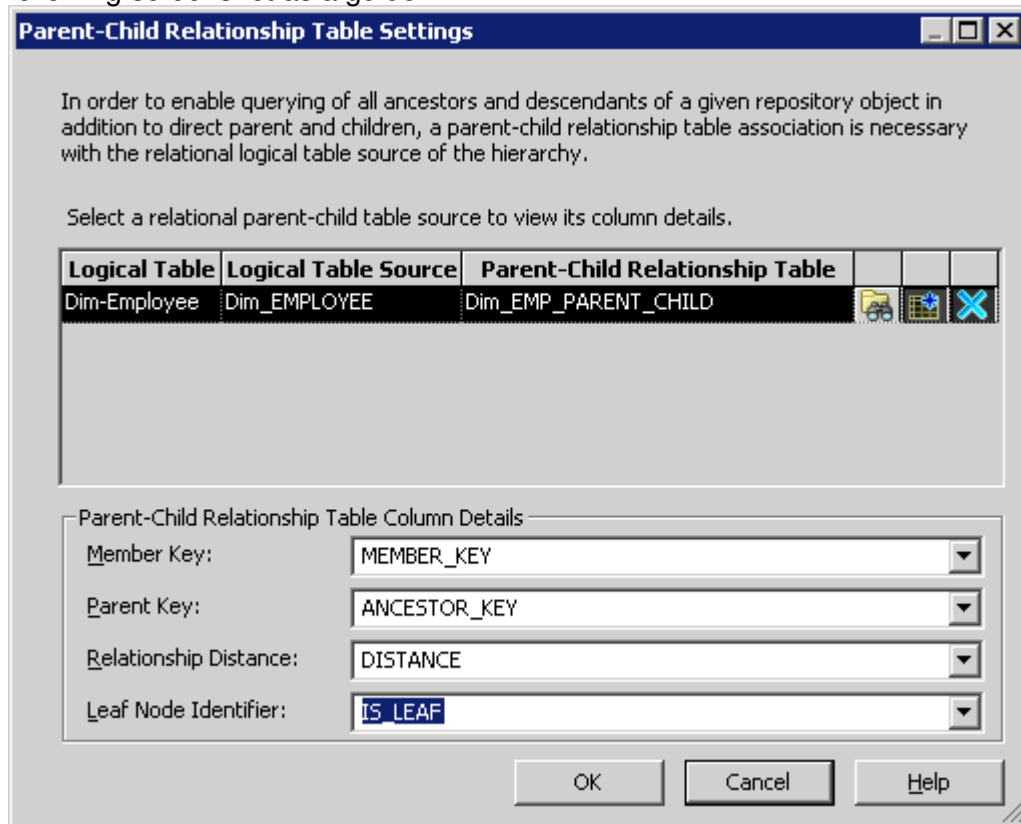 following screenshot as a guide:
Parent-Child Relationship Table Settings
In order to enable querying of all ancestors and descendants of a given repository object in
addition to direct parent and children, a parent-child relationship table association is necessary
with the relational logical table source of the hierarchy.
Select a relational parent-child table source to view its column details.
Logical Table Logical Table Source Parent-Child Relationship Table
Dim-Employee Dim_EMPLOYEE Dim_EMP_PARENT_CHILD
Parent-Child Relationship Table Column Details
Member Key: MEMBER_KEY
Parent Key: ANCESTOR_KEY
Relationship Distance: DISTANCE
Leaf Node Identifier: IS_LEAF
OK Cancel Help